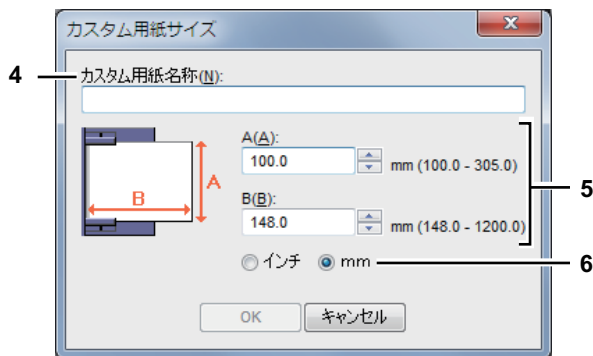 カスタム用紙サイズ
4
カスタム用紙名称(N):
A(A):
100.0 mm (100.0 - 305.0)
A
B
5
B(B):
148.0 mm (148.0 - 1200.0)
インチ mm
6
OK キャンセル